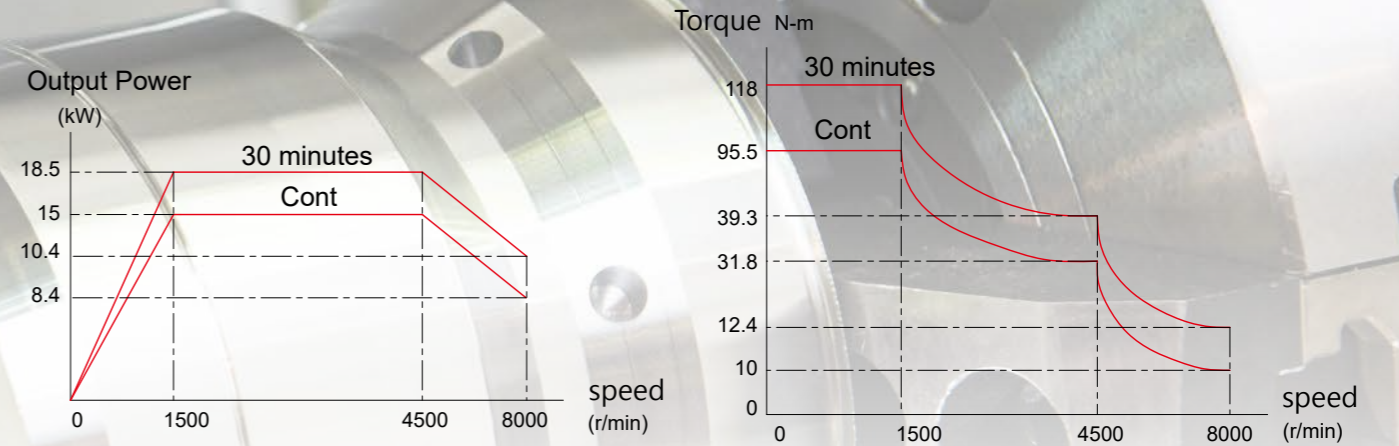 Output Power
(kW)
18.5
15
10.4
8.4
30 minutes
Cont
0 1500 4500 8000
speed
(r/min)
Torque N-m
118
95.5
39.3
31.8
12.4
10
0
30 minutes
Cont
0 1500 4500 8000
speed
(r/min)